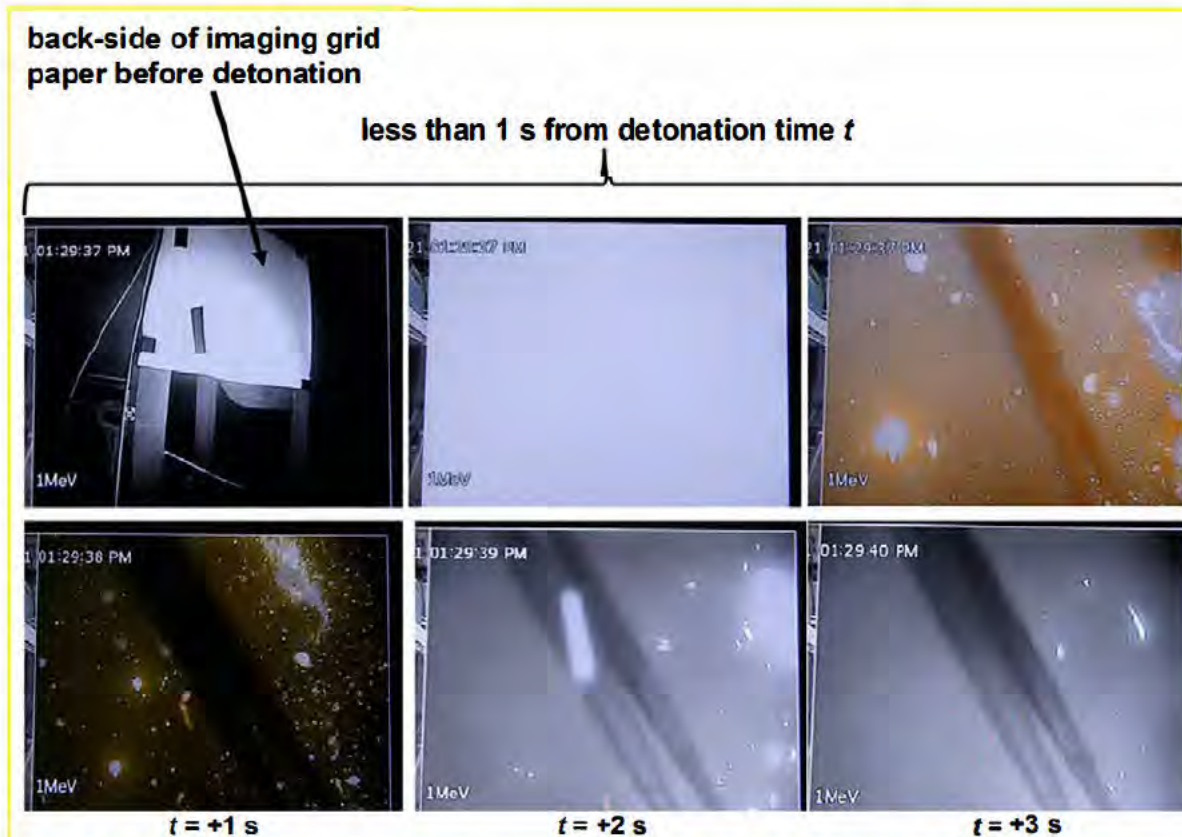 back-side of imaging grid
paper before detonation
less than 1 s from detonation time t
01:29:37 PM
1MeV
1MeV
1MeV
01:29:38 PM
1MeV
01:29:39 PM
1MeV
01:29:40 PM
1MeV
t = +1 s
t = +2 s
t = +3 s